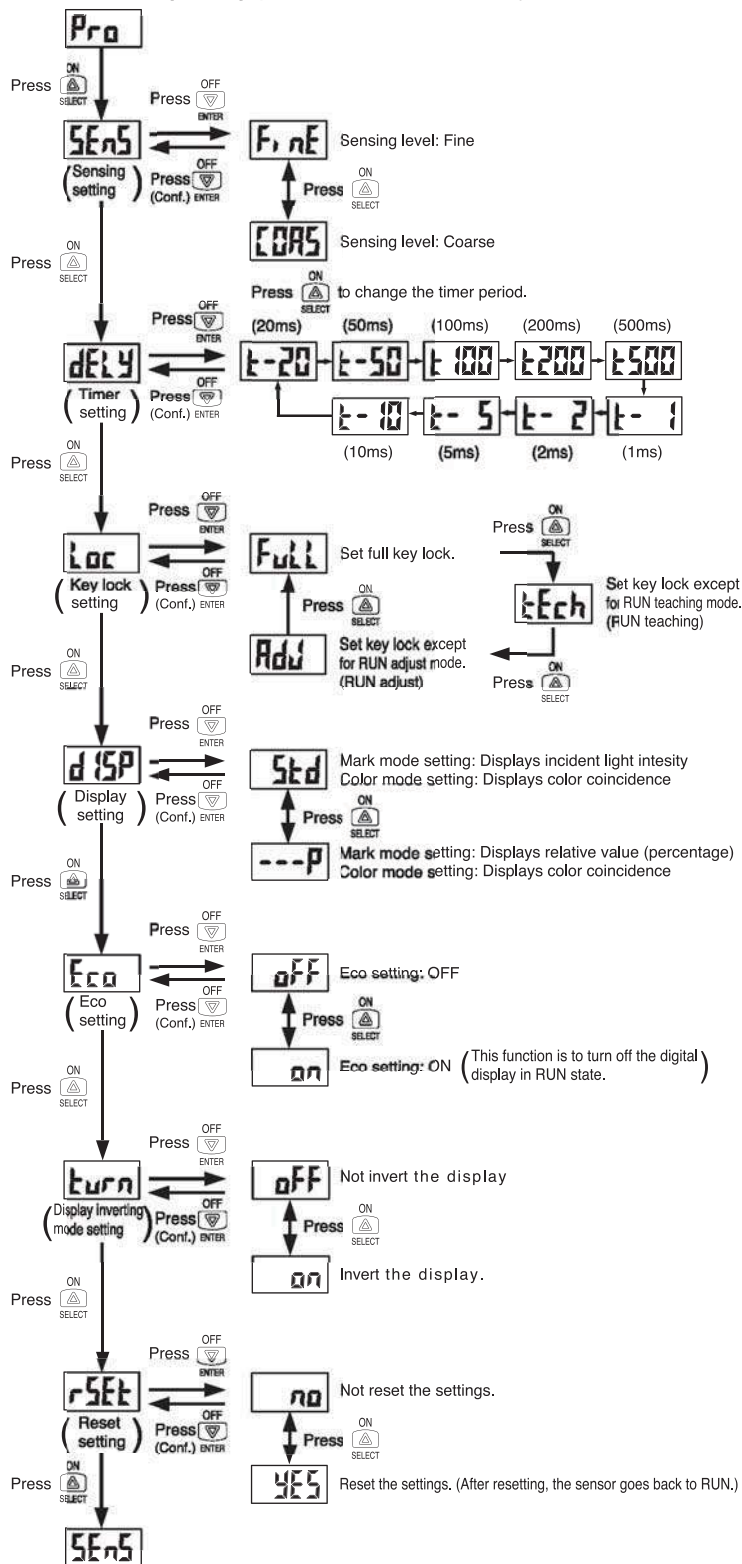 Pro
ON
Press
SELECT
OFF
Press
ENTER
SEnS
(Sensing setting)
OFF
Press
(Conf.) ENTER
FinE
Sensing level: Fine
ON
Press
SELECT
COAS
Sensing level: Coarse
ON
Press
SELECT
ON
Press to change the timer period.
SELECT
OFF
Press
ENTER
dELY
(Timer setting)
OFF
Press
(Conf.) ENTER
(20ms) (50ms) (100ms) (200ms) (500ms)
t-20 t-50 t 100 t200 t500
t-10 t- 5 t- 2 t- 1
(10ms) (5ms) (2ms) (1ms)
ON
Press
SELECT
OFF
Press
ENTER
Loc
(Key lock setting)
OFF
Press
(Conf.) ENTER
FuLL
Set full key lock.
ON
Press
SELECT
ON
Press
SELECT
tEch
Set key lock except
for RUN teaching mode.
(RUN teaching)
AdJ
Set key lock except
for RUN adjust mode.
(RUN adjust)
ON
Press
SELECT
ON
Press
SELECT
OFF
Press
ENTER
dISP
(Display setting)
OFF
Press
(Conf.) ENTER
Std
Mark mode setting: Displays incident light intesity
Color mode setting: Displays color coincidence
ON
Press
SELECT
---P
Mark mode setting: Displays relative value (percentage)
Color mode setting: Displays color coincidence
ON
Press
SELECT
OFF
Press
ENTER
Eco
(Eco setting)
OFF
Press
(Conf.) ENTER
oFF
Eco setting: OFF
ON
Press
SELECT
on
Eco setting: ON (This function is to turn off the digital
display in RUN state.)
ON
Press
SELECT
OFF
Press
ENTER
turn
(Display inverting mode setting)
OFF
Press
(Conf.) ENTER
oFF
Not invert the display
ON
Press
SELECT
on
Invert the display.
ON
Press
SELECT
OFF
Press
ENTER
rSEt
(Reset setting)
OFF
Press
(Conf.) ENTER
no
Not reset the settings.
ON
Press
SELECT
YES
Reset the settings. (After resetting, the sensor goes back to RUN.)
ON
Press
SELECT
SEnS